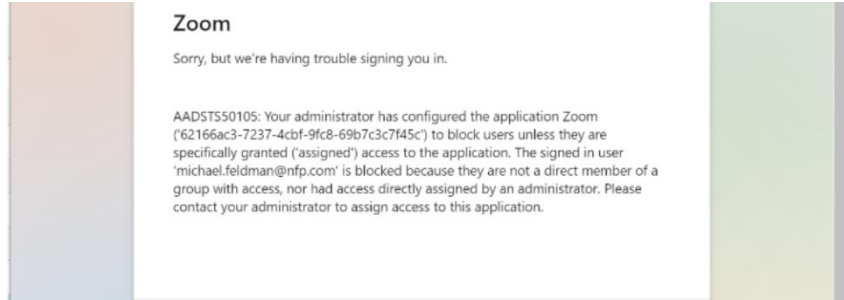 Zoom
Sorry, but we're having trouble signing you in.
AADSTS50105: Your administrator has configured the application Zoom
('62166ac3-7237-4cbf-9fc8-69b7c3c7f45c') to block users unless they are
specifically granted ('assigned') access to the application. The signed in user
'michael.feldman@nfp.com' is blocked because they are not a direct member of a
group with access, nor had access directly assigned by an administrator. Please
contact your administrator to assign access to this application.